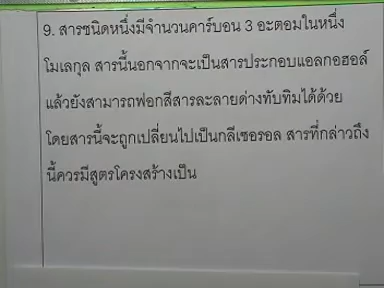 9. สารชนิดหนึ่งมีจำนวนคาร์บอน 3 อะตอมในหนึ่ง
โมเลกุล สารนี้นอกจากจะเป็นสารประกอบแอลกอฮอล์
แล้วยังสามารถฟอกสีสารละลายด่างทับทิมได้ด้วย
โดยสารนี้จะถูกเปลี่ยนไปเป็นกลีเซอรอล สารที่กล่าวถึง
นี้ควรมีสูตรโครงสร้างเป็น